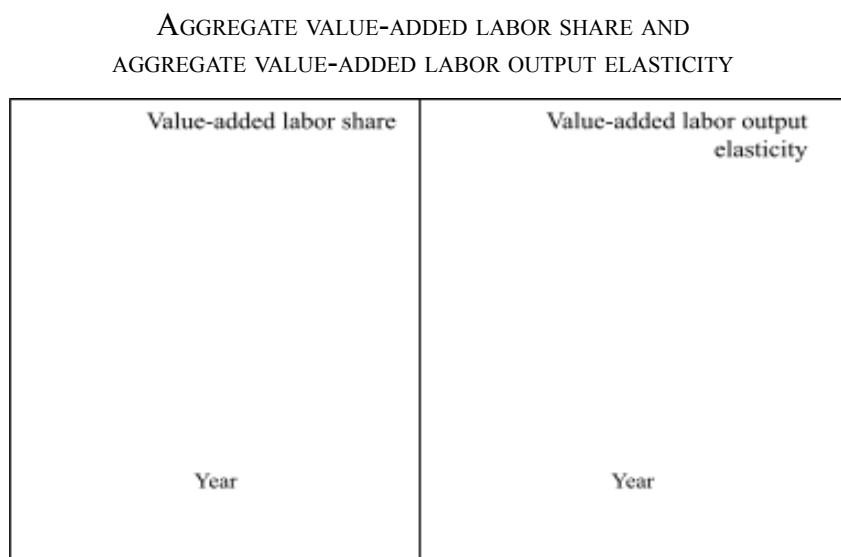 AGGREGATE VALUE-ADDED LABOR SHARE AND
AGGREGATE VALUE-ADDED LABOR OUTPUT ELASTICITY
Value-added labor share
Value-added labor output
elasticity
Year
Year